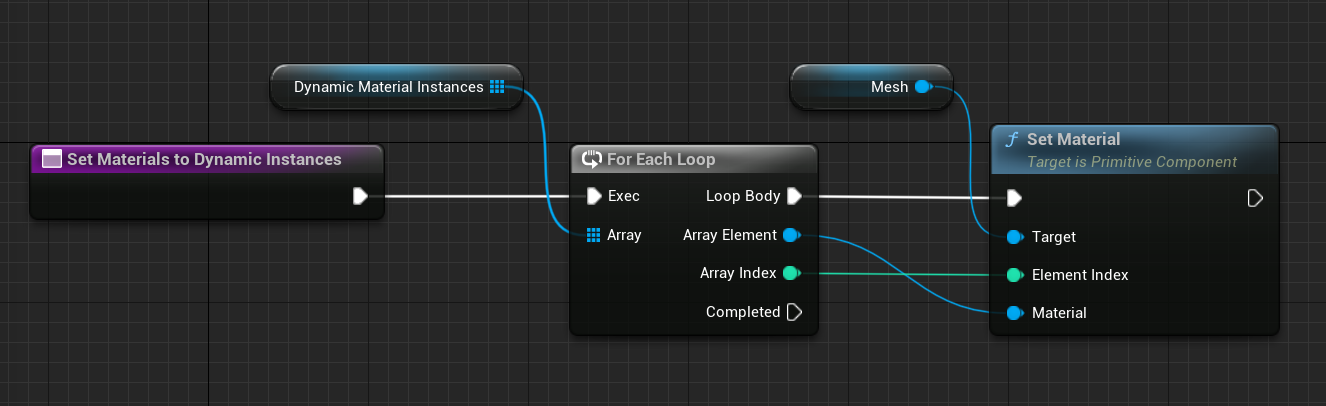 Dynamic Material Instances
Mesh
Set Materials to Dynamic Instances
For Each Loop
Exec
Loop Body
Array
Array Element
Array Index
Completed
Set Material
Target is Primitive Component
Target
Element Index
Material